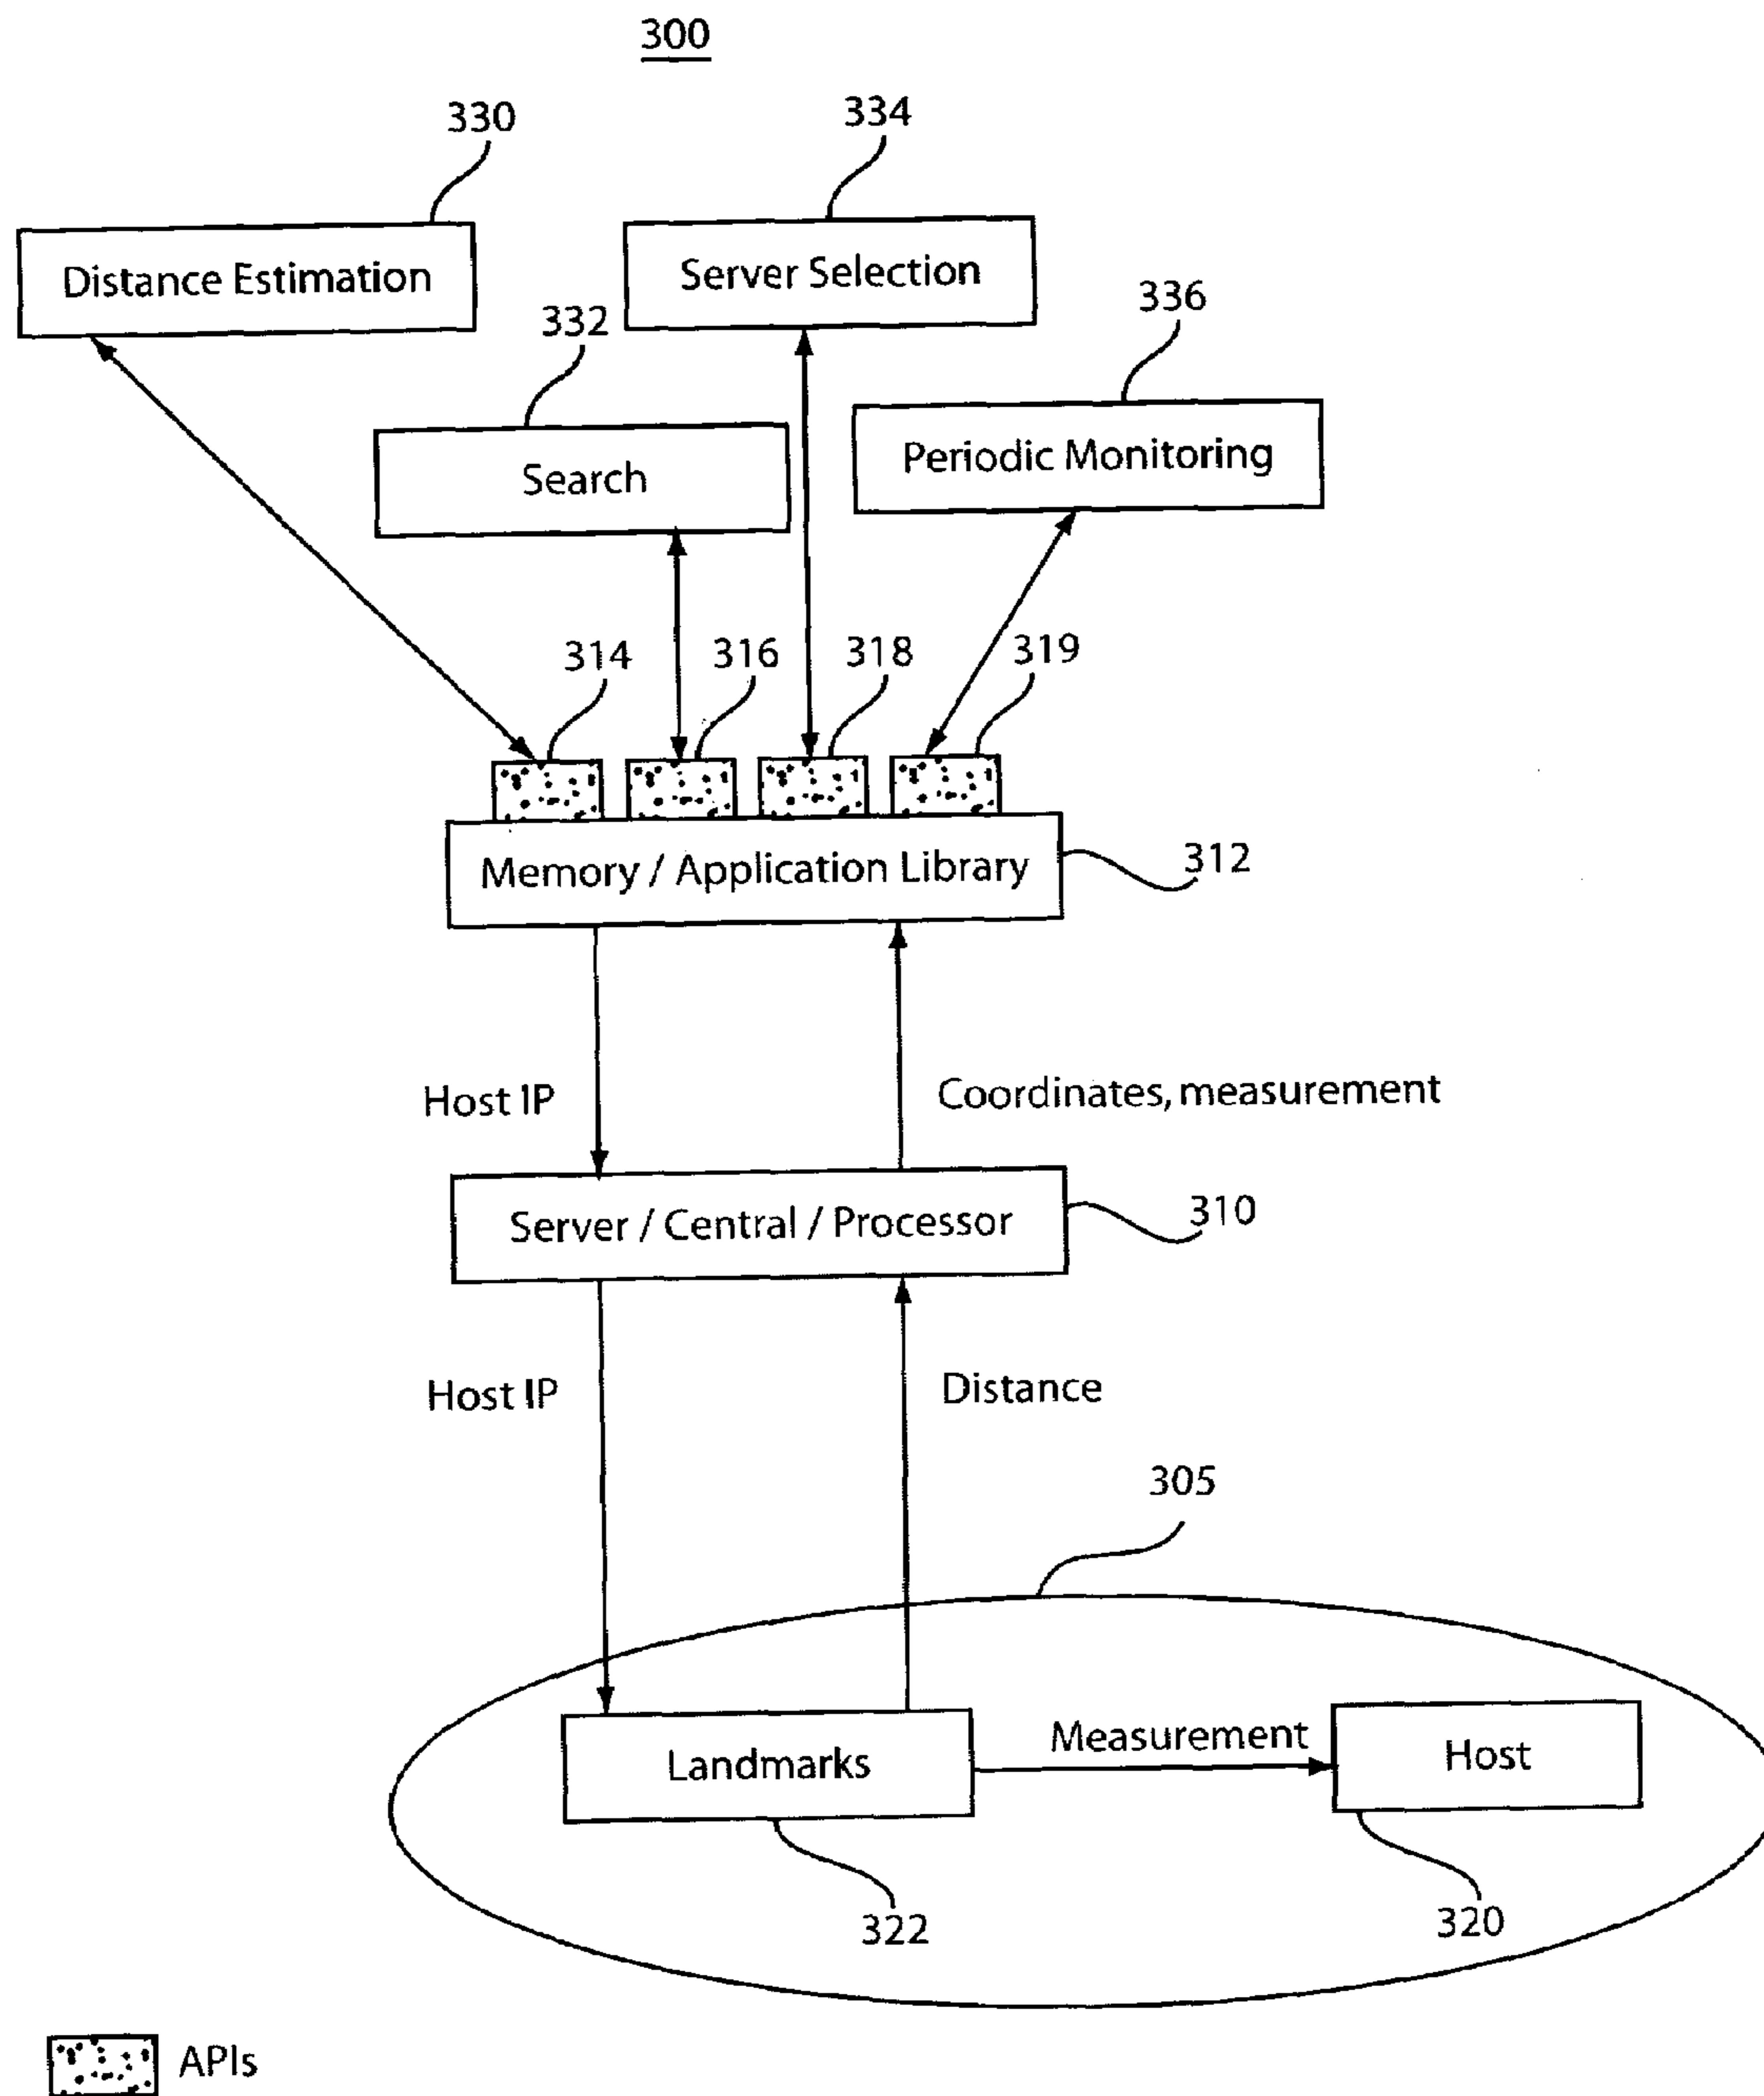 300
330
334
Distance Estimation
Server Selection
332
336
Search
Periodic Monitoring
314
316
318
319
Memory / Application Library
312
Host IP
Coordinates, measurement
Server / Central / Processor
310
Host IP
Distance
305
Landmarks
Measurement
Host
322
320
APIs